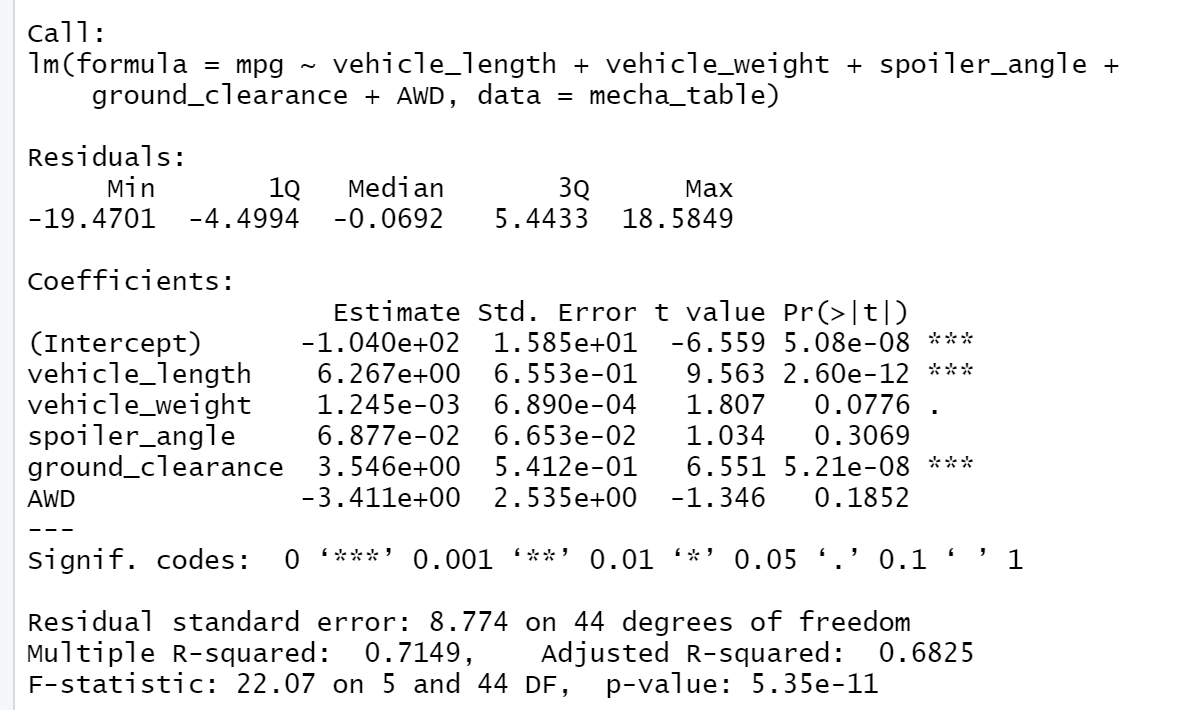 Call:
lm(formula = mpg ~ vehicle_length + vehicle_weight + spoiler_angle +
    ground_clearance + AWD, data = mecha_table)

Residuals:
     Min       1Q   Median       3Q      Max
-19.4701  -4.4994  -0.0692   5.4433  18.5849

Coefficients:
                   Estimate Std. Error t value Pr(>|t|)
(Intercept)      -1.040e+02  1.585e+01  -6.559 5.08e-08 ***
vehicle_length    6.267e+00  6.553e-01   9.563 2.60e-12 ***
vehicle_weight    1.245e-03  6.890e-04   1.807   0.0776 .
spoiler_angle     6.877e-02  6.653e-02   1.034   0.3069
ground_clearance  3.546e+00  5.412e-01   6.551 5.21e-08 ***
AWD              -3.411e+00  2.535e+00  -1.346   0.1852
---
Signif. codes:  0 ‘***’ 0.001 ‘**’ 0.01 ‘*’ 0.05 ‘.’ 0.1 ‘ ’ 1

Residual standard error: 8.774 on 44 degrees of freedom
Multiple R-squared:  0.7149,    Adjusted R-squared:  0.6825
F-statistic: 22.07 on 5 and 44 DF,  p-value: 5.35e-11